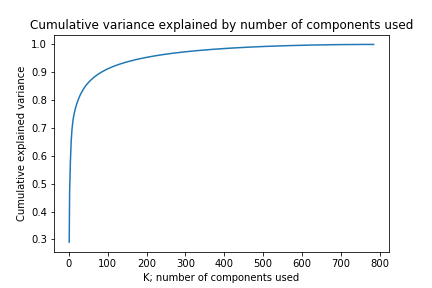 Cumulative variance explained by number of components used
1.0
0.9
0.8
0.7
0.6
0.5
0.4
0.3
Cumulative explained variance
0 100 200 300 400 500 600 700 800
K; number of components used